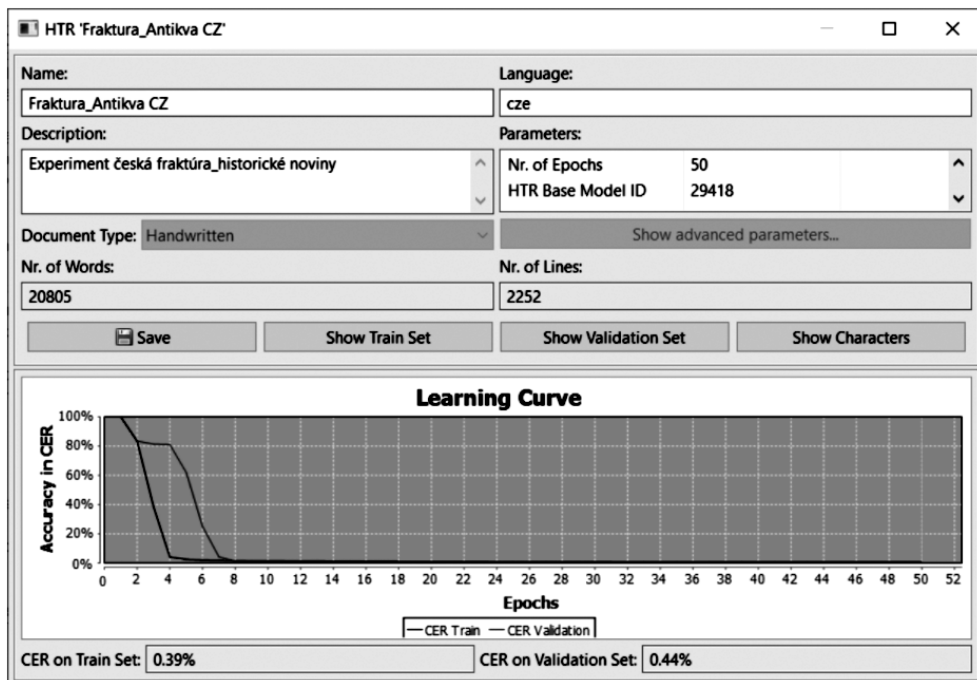 HTR 'Fraktura_Antikva CZ'
Name: Language:
Fraktura_Antikva CZ cze
Description: Parameters:
Experiment česká fraktúra_historické noviny Nr. of Epochs 50
HTR Base Model ID 29418
Document Type: Handwritten Show advanced parameters...
Nr. of Words: Nr. of Lines:
20805 2252
Save Show Train Set Show Validation Set Show Characters
Learning Curve
Accuracy in CER
100%
80%
60%
40%
20%
0%
0 2 4 6 8 10 12 14 16 18 20 22 24 26 28 30 32 34 36 38 40 42 44 46 48 50 52
Epochs
CER Train CER Validation
CER on Train Set: 0.39% CER on Validation Set: 0.44%